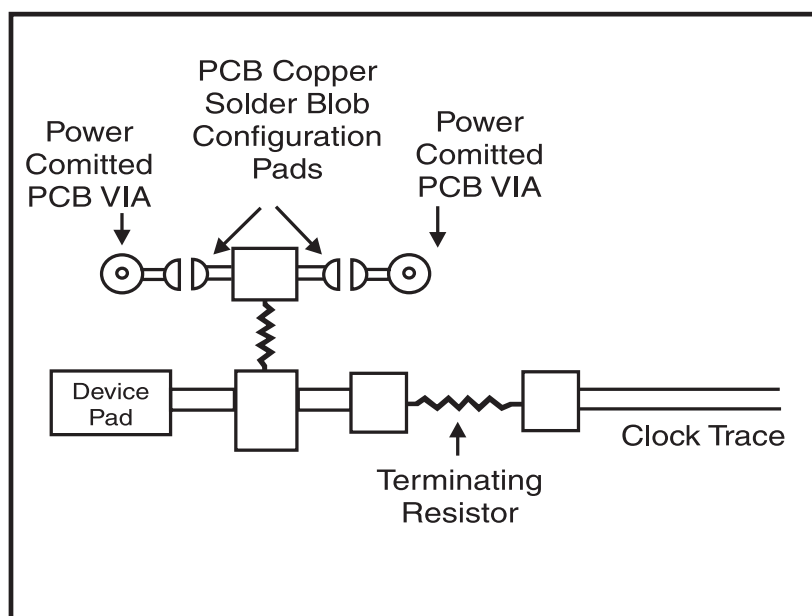 PCB Copper
Solder Blob
Configuration
Pads
Power
Comitted
PCB VIA
Power
Comitted
PCB VIA
Device
Pad
Clock Trace
Terminating
Resistor